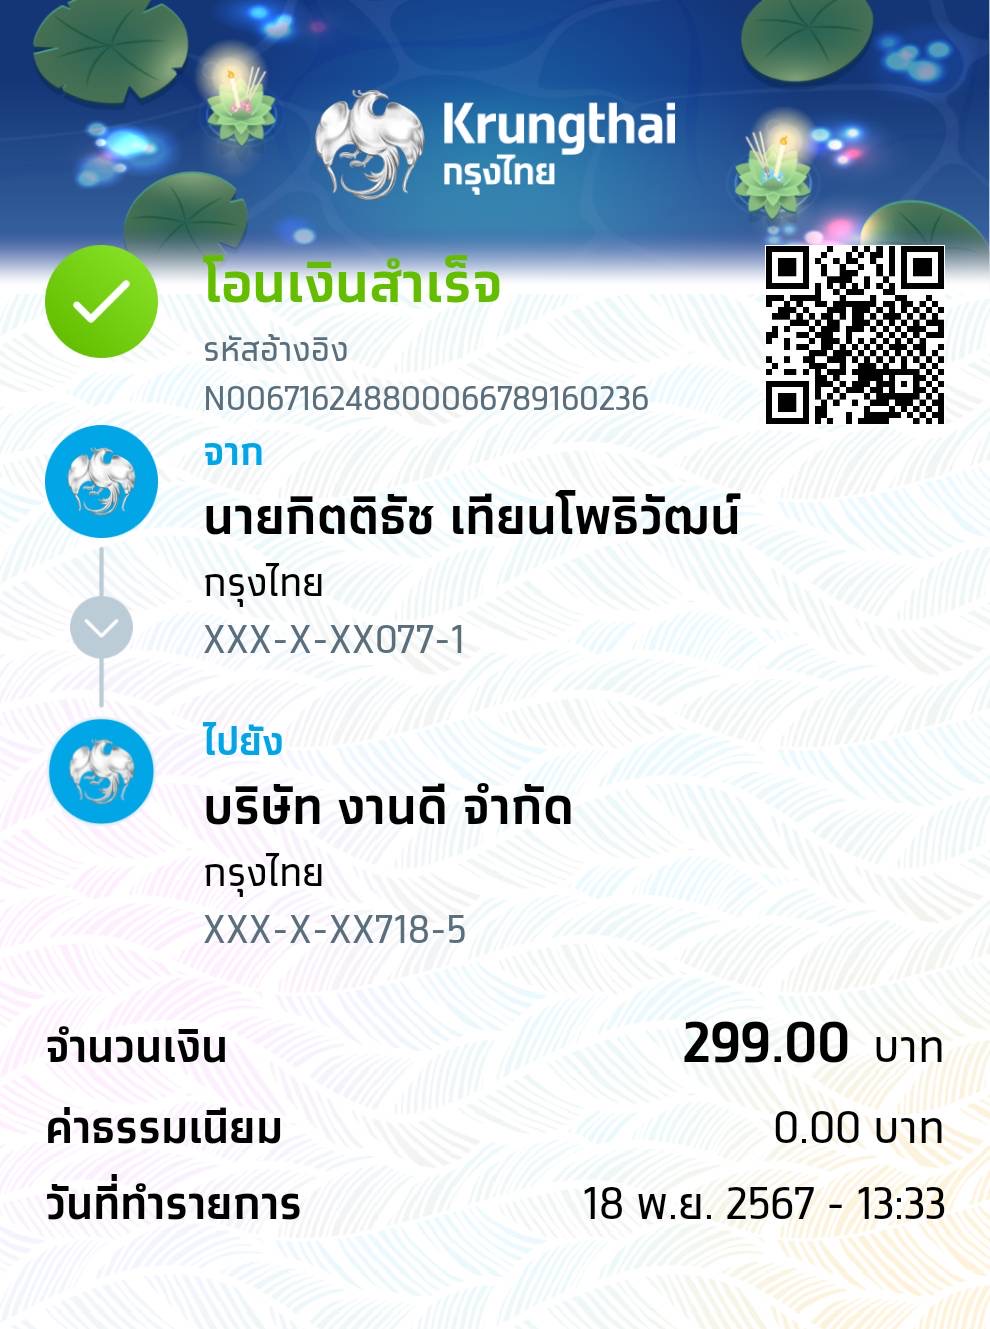 Krungthai
กรุงไทย
โอนเงินสำเร็จ
รหัสอ้างอิง
N00671624880006678916​0236
จาก
นายกิตติธัช เทียนโพธิวัฒน์
กรุงไทย
XXX-X-XX077-1
ไปยัง
บริษัท งานดี จำกัด
กรุงไทย
XXX-X-XX718-5
จำนวนเงิน 299.00 บาท
ค่าธรรมเนียม 0.00 บาท
วันที่ทำรายการ 18 พ.ย. 2567 - 13:33